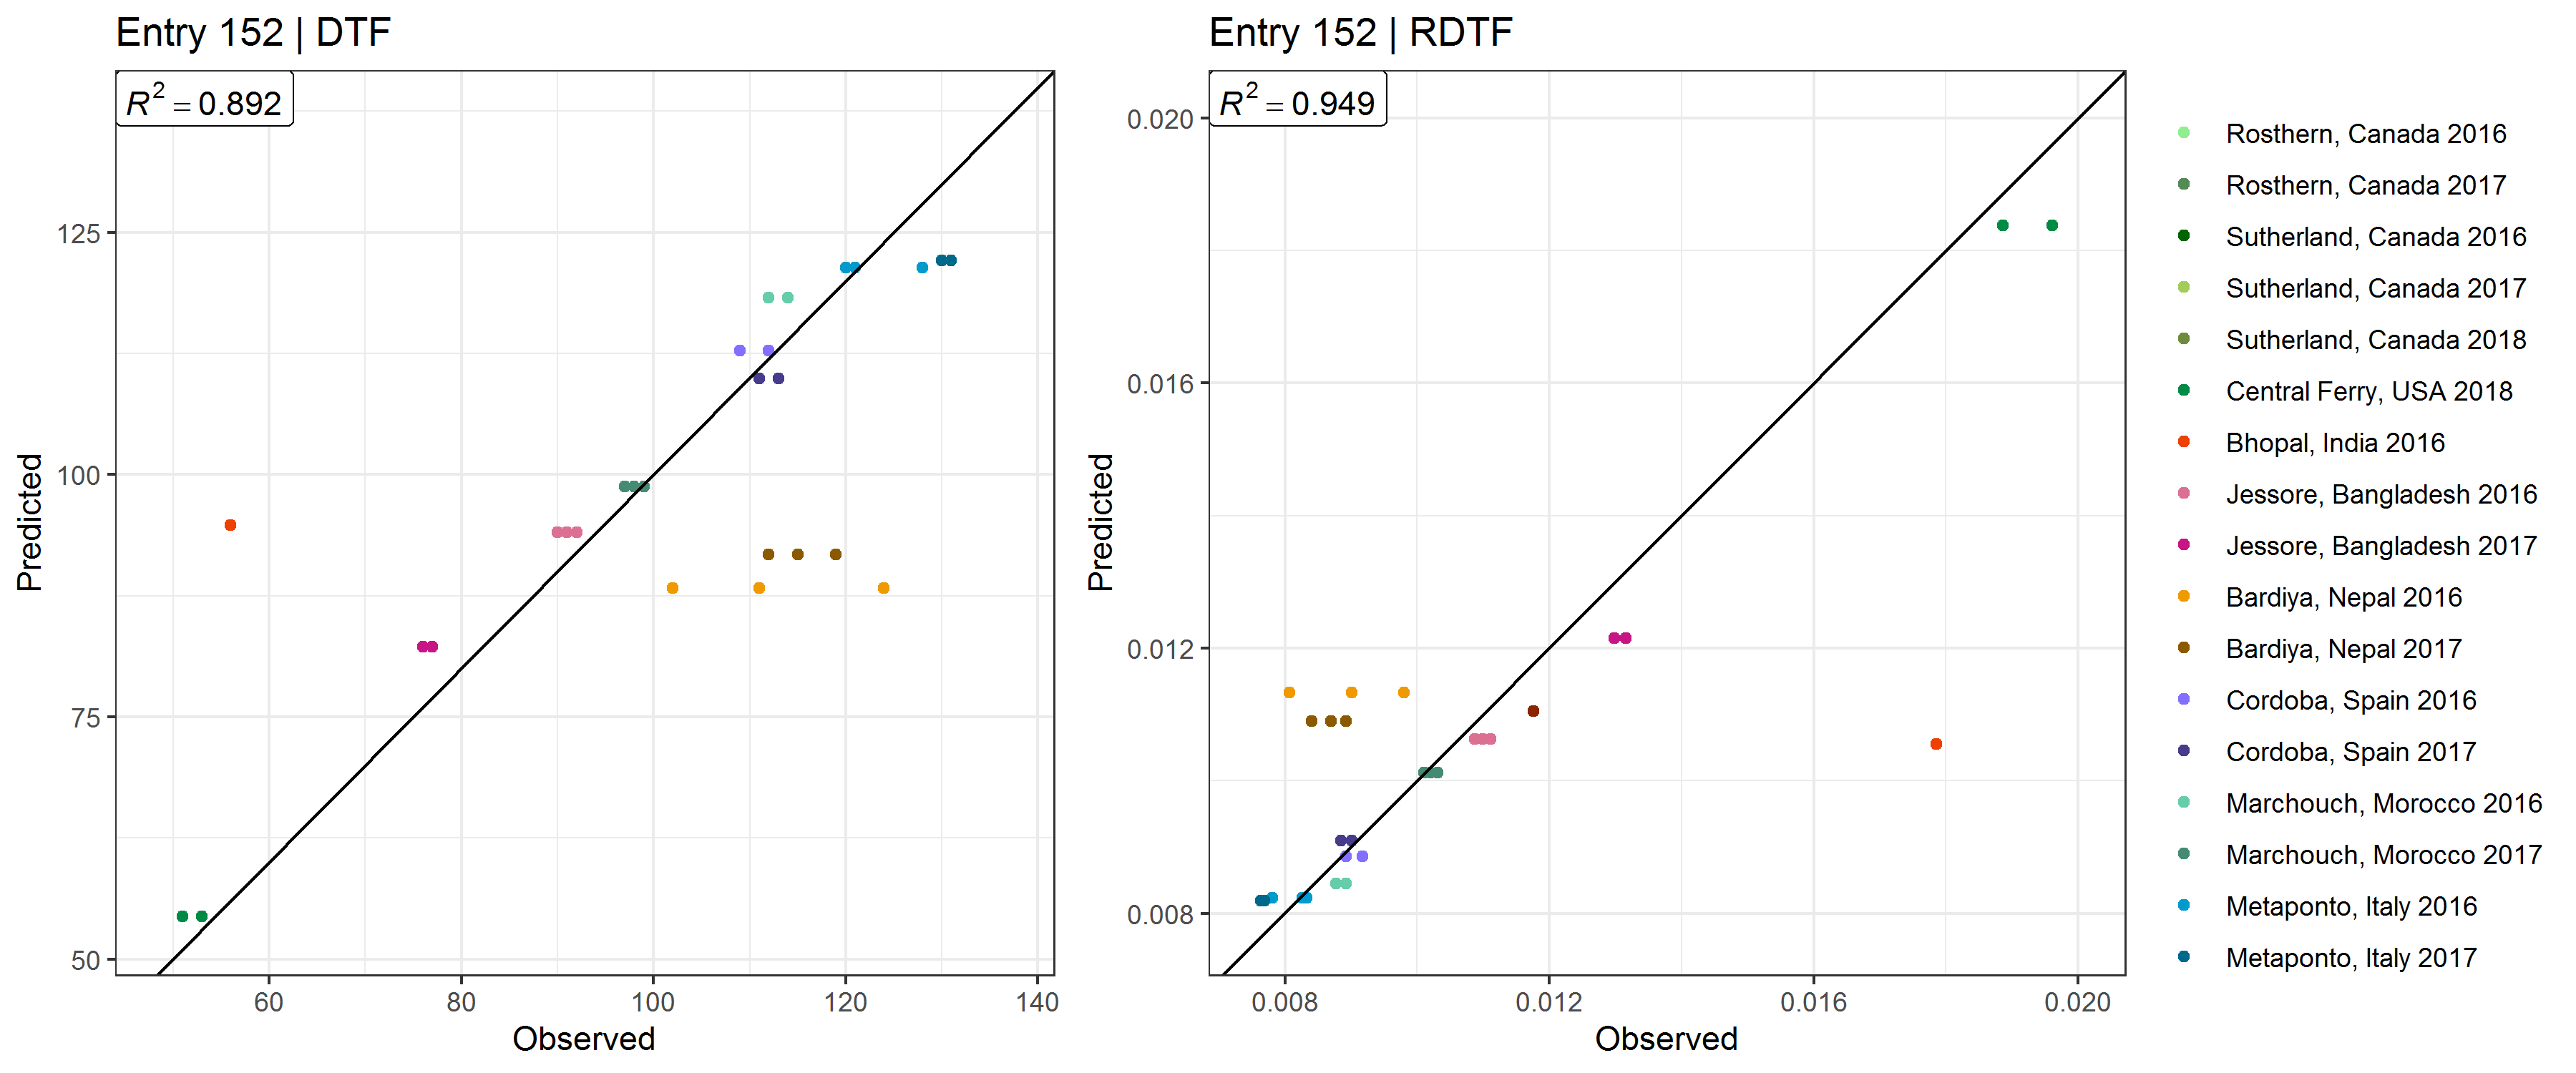 Entry 152 | DTF
R² = 0.892
125
100
75
50
Predicted
60 80 100 120 140
Observed
Entry 152 | RDTF
R² = 0.949
0.020
0.016
0.012
0.008
Predicted
0.008 0.012 0.016 0.020
Observed
Rosthern, Canada 2016
Rosthern, Canada 2017
Sutherland, Canada 2016
Sutherland, Canada 2017
Sutherland, Canada 2018
Central Ferry, USA 2018
Bhopal, India 2016
Jessore, Bangladesh 2016
Jessore, Bangladesh 2017
Bardiya, Nepal 2016
Bardiya, Nepal 2017
Cordoba, Spain 2016
Cordoba, Spain 2017
Marchouch, Morocco 2016
Marchouch, Morocco 2017
Metaponto, Italy 2016
Metaponto, Italy 2017